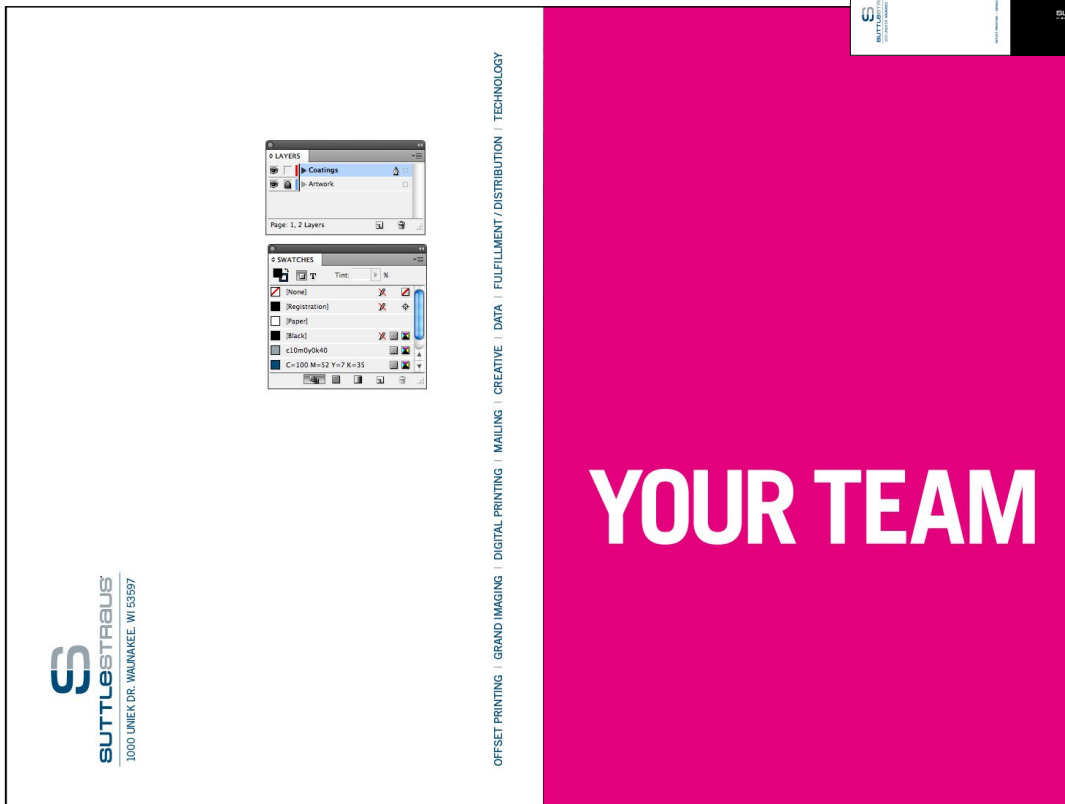 LAYERS
Coatings
Artwork
Page: 1, 2 Layers
SWATCHES
T Tint: %
[None]
[Registration]
[Paper]
[Black]
c10m0y0k40
C=100 M=52 Y=7 K=35
SUTTLESTRAUS
1000 UNIEK DR. WAUNAKEE. WI 53597
OFFSET PRINTING | GRAND IMAGING | DIGITAL PRINTING | MAILING | CREATIVE | DATA | FULFILLMENT / DISTRIBUTION | TECHNOLOGY
YOUR TEAM
SUTTLESTRAUS